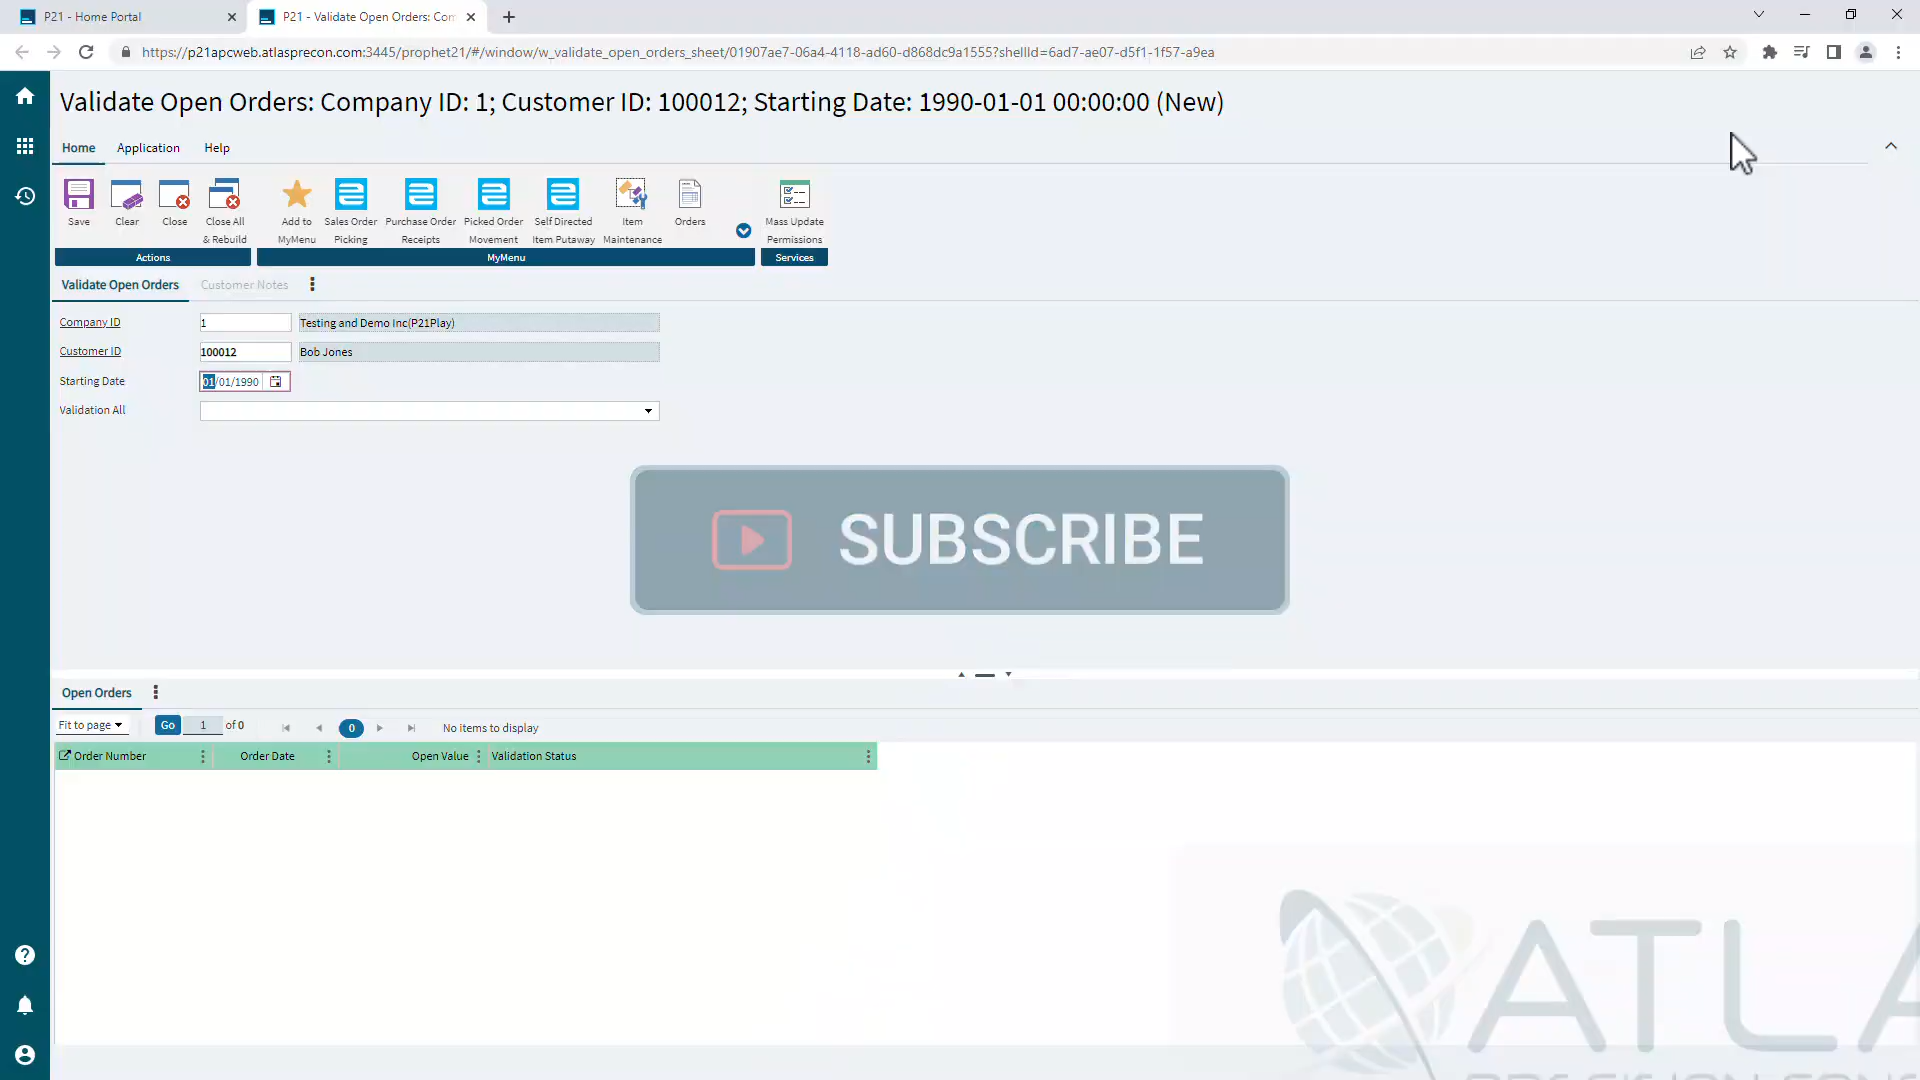 P21 - Home Portal
P21 - Validate Open Orders: Com
https://p21apcweb.atlasprecon.com:3445/prophet21/#/window/w_validate_open_orders_sheet/01907ae7-06a4-4118-ad60-d868dc9a1555?shellId=6ad7-ae07-d5f1-1f57-a9ea
Validate Open Orders: Company ID: 1; Customer ID: 100012; Starting Date: 1990-01-01 00:00:00 (New)
Home Application Help
Save
Clear
Close
Close All
& Rebuild
Add to
MyMenu
Sales Order
Picking
Purchase Order
Receipts
Picked Order
Movement
Self Directed
Item Putaway
Item
Maintenance
Orders
Mass Update
Permissions
Actions
MyMenu
Services
Validate Open Orders Customer Notes
Company ID 1 Testing and Demo Inc(P21Play)
Customer ID 100012 Bob Jones
Starting Date 01/01/1990
Validation All
SUBSCRIBE
Open Orders
Fit to page Go 1 of 0 0 No items to display
Order Number Order Date Open Value Validation Status